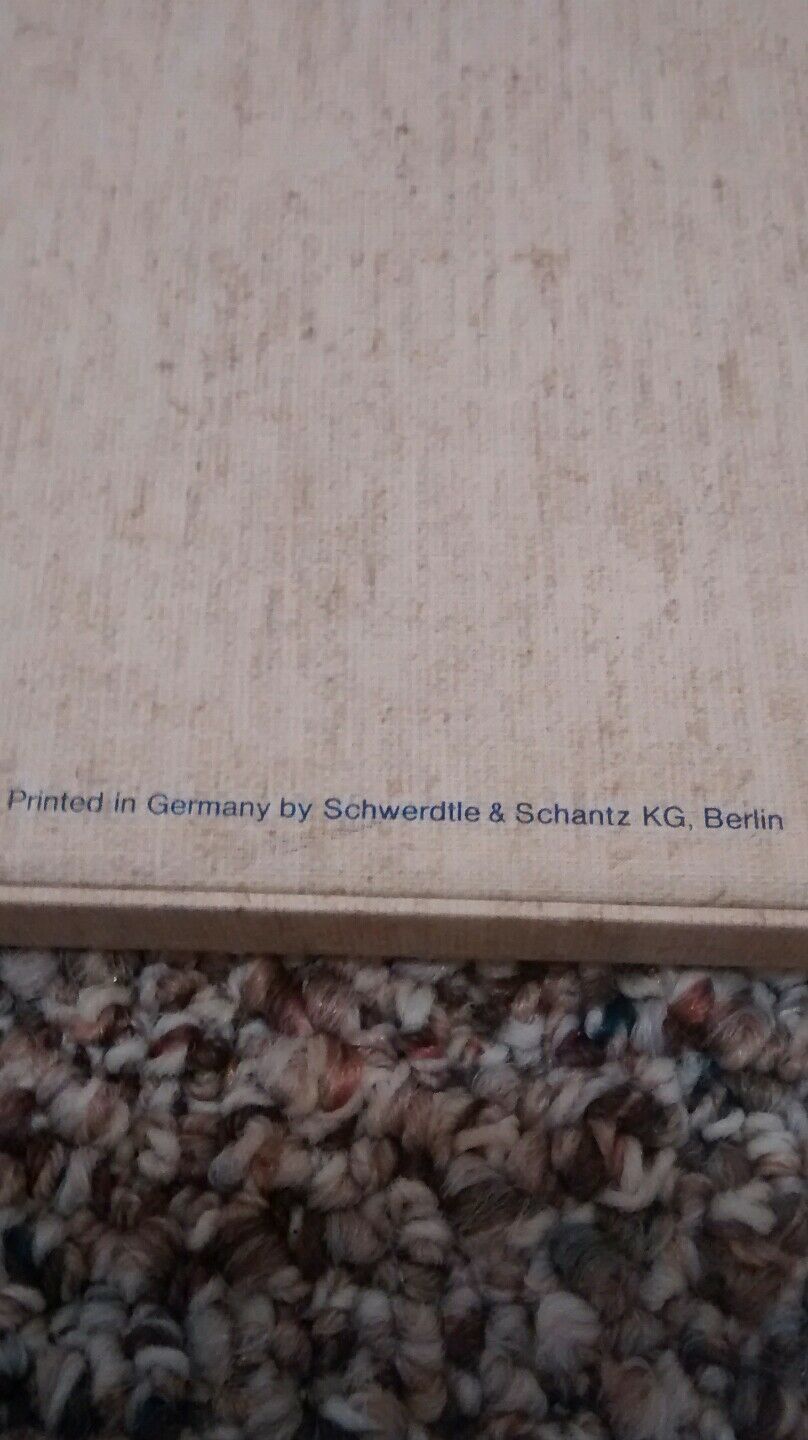 Printed in Germany by Schwerdtle & Schantz KG, Berlin